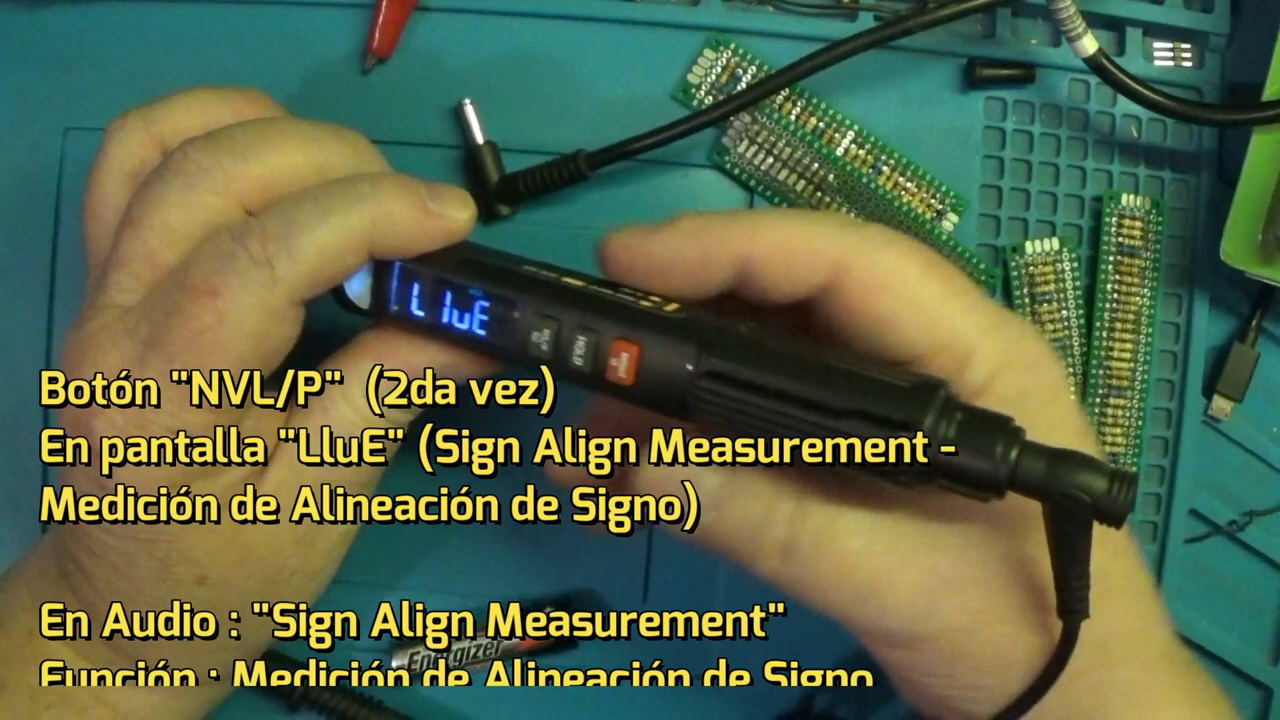 LluE
HOLD
Botón "NVL/P" (2da vez)
En pantalla "LluE" (Sign Align Measurement -
Medición de Alineación de Signo)
En Audio : "Sign Align Measurement"
Energizer
Función : Medición de Alineación de Signo